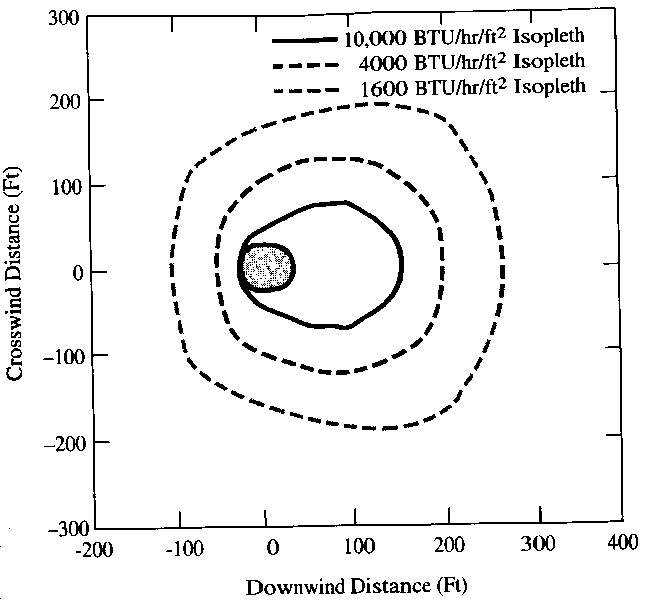 300
200
100
0
–100
–200
–300
Crosswind Distance (Ft)
10,000 BTU/hr/ft² Isopleth
4000 BTU/hr/ft² Isopleth
1600 BTU/hr/ft² Isopleth
-200 -100 0 100 200 300 400
Downwind Distance (Ft)